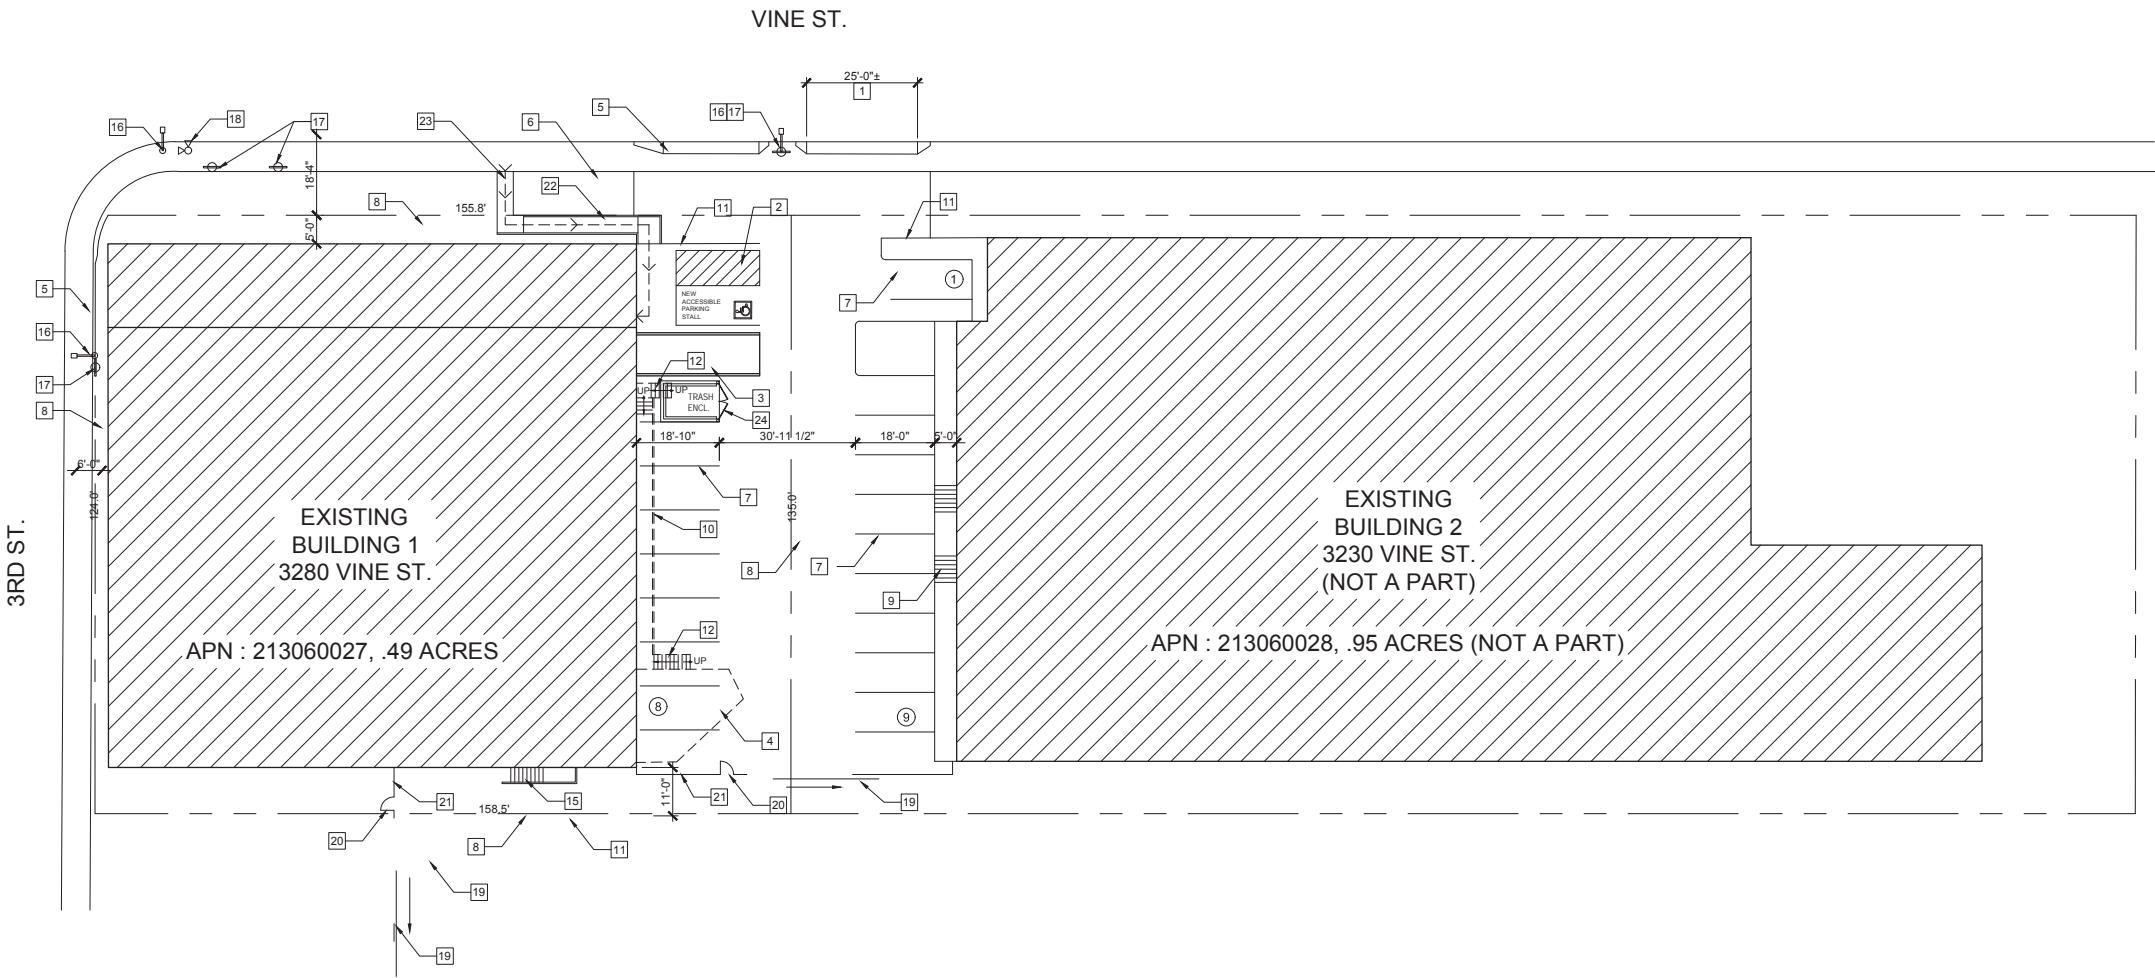 VINE ST.
25'-0"±
1
5
16 17
18
17
16
23
6
18'-4"
22
8
155.8'
11
2
11
5'-0"
1
7
NEW
ACCESSIBLE
PARKING
STALL
5
16
17
8
12
UP
UP
TRASH
ENCL.
3
24
18'-10"
30'-11 1/2"
18'-0"
5'-0"
6'-0"
7
124.0'
135.0'
10
3RD ST.
EXISTING
BUILDING 1
3280 VINE ST.
EXISTING
BUILDING 2
3230 VINE ST.
(NOT A PART)
8
7
9
12
APN : 213060027, .49 ACRES
APN : 213060028, .95 ACRES (NOT A PART)
UP
8
9
4
21
15
11'-0"
21
20
19
158.5'
20
8
11
19
19